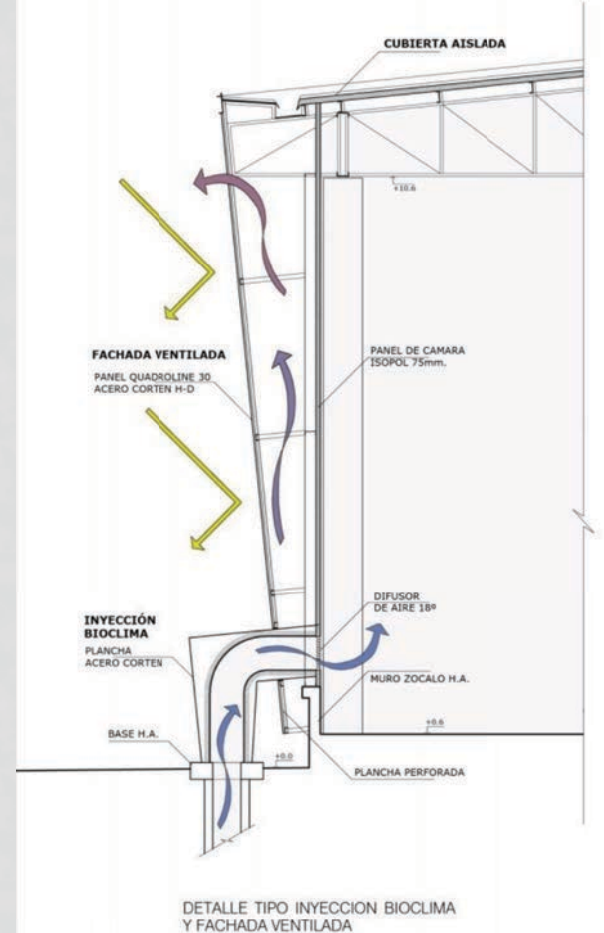 CUBIERTA AISLADA
+10.6
FACHADA VENTILADA
PANEL QUADROLINE 30
ACERO CORTEN H-D
PANEL DE CAMARA
ISOPOL 75mm.
INYECCIÓN
BIOCLIMA
PLANCHA
ACERO CORTEN
DIFUSOR
DE AIRE 18º
MURO ZOCALO H.A.
BASE H.A.
+0.6
+0.0
PLANCHA PERFORADA
DETALLE TIPO INYECCION BIOCLIMA
Y FACHADA VENTILADA